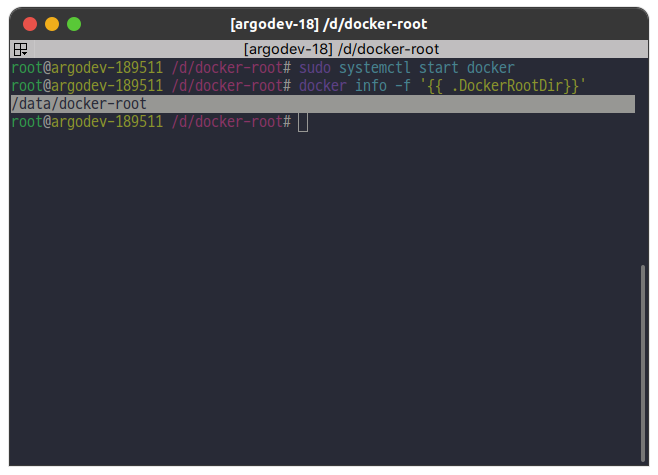 [argodev-18] /d/docker-root
[argodev-18] /d/docker-root
root@argodev-189511 /d/docker-root# sudo systemctl start docker
root@argodev-189511 /d/docker-root# docker info -f '{{ .DockerRootDir}}'
/data/docker-root
root@argodev-189511 /d/docker-root#